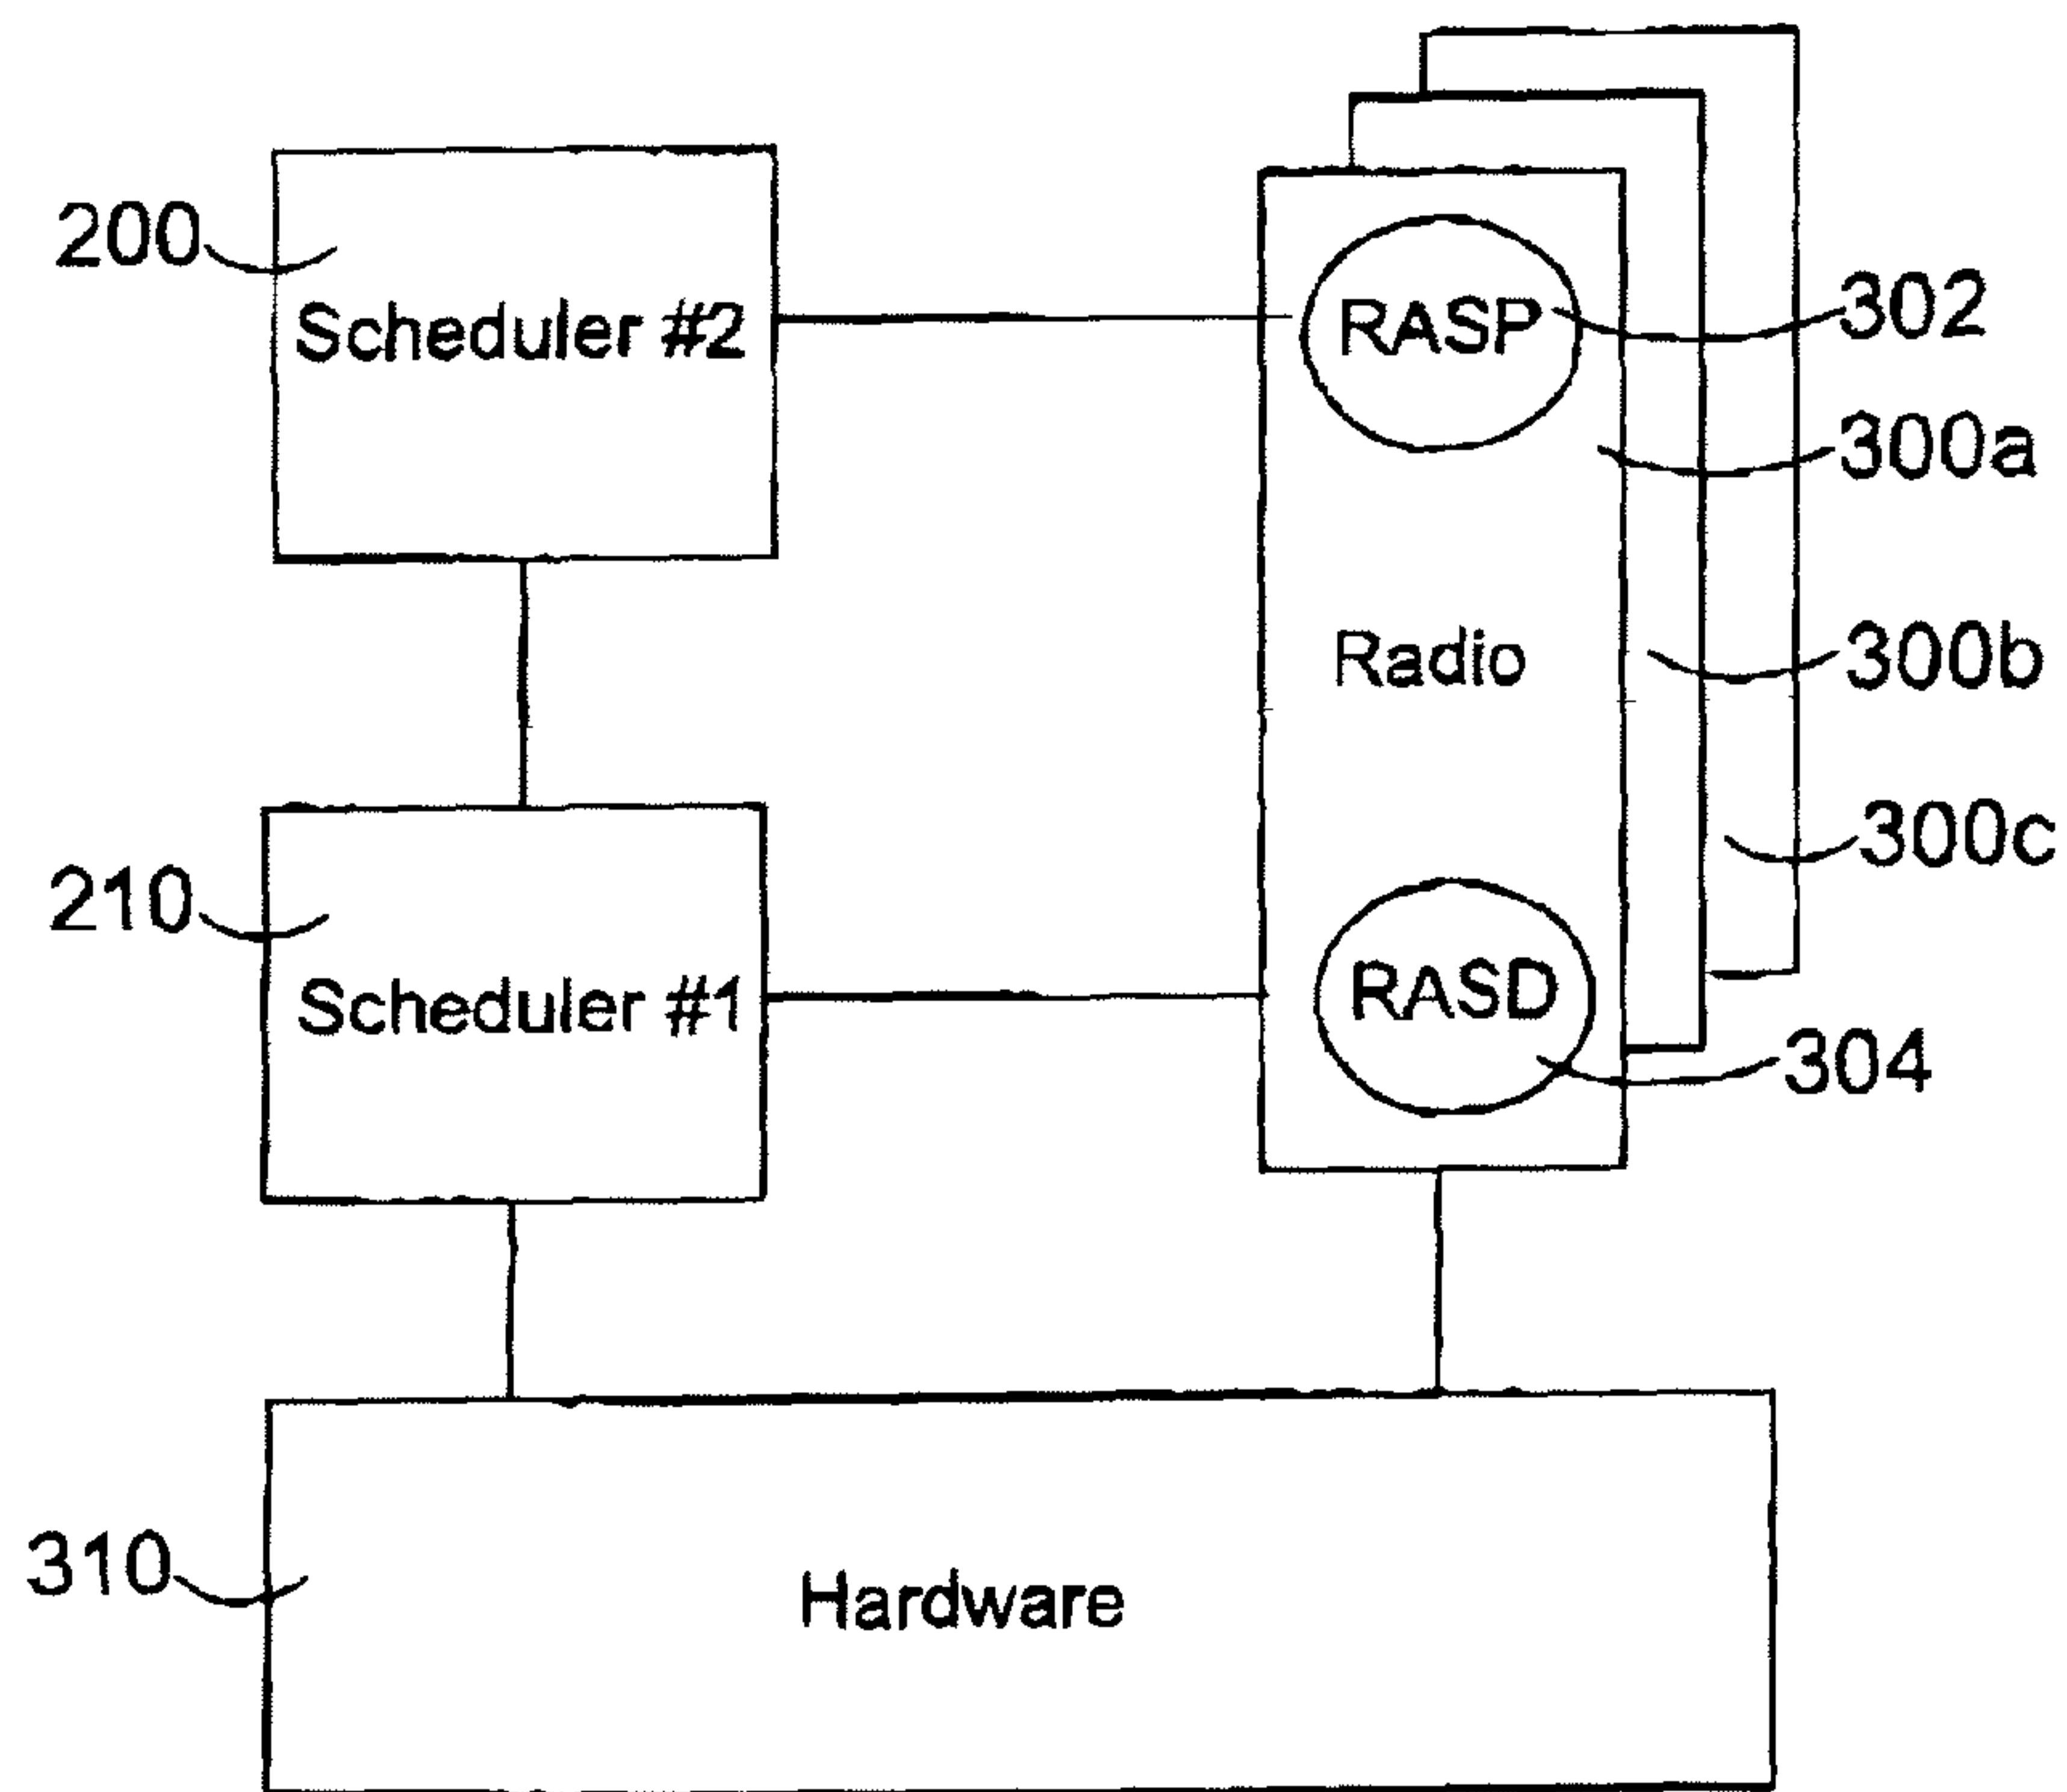 200
Scheduler #2
RASP
302
300a
Radio
300b
300c
210
Scheduler #1
RASD
304
310
Hardware